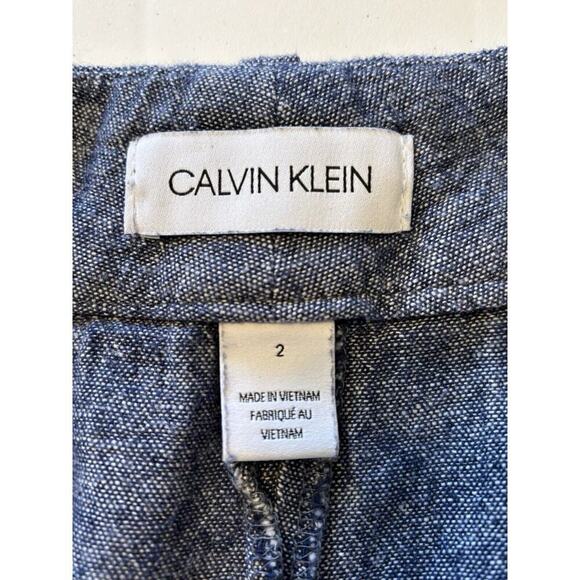 CALVIN KLEIN
2
MADE IN VIETNAM
FABRIQUÉ AU
VIETNAM